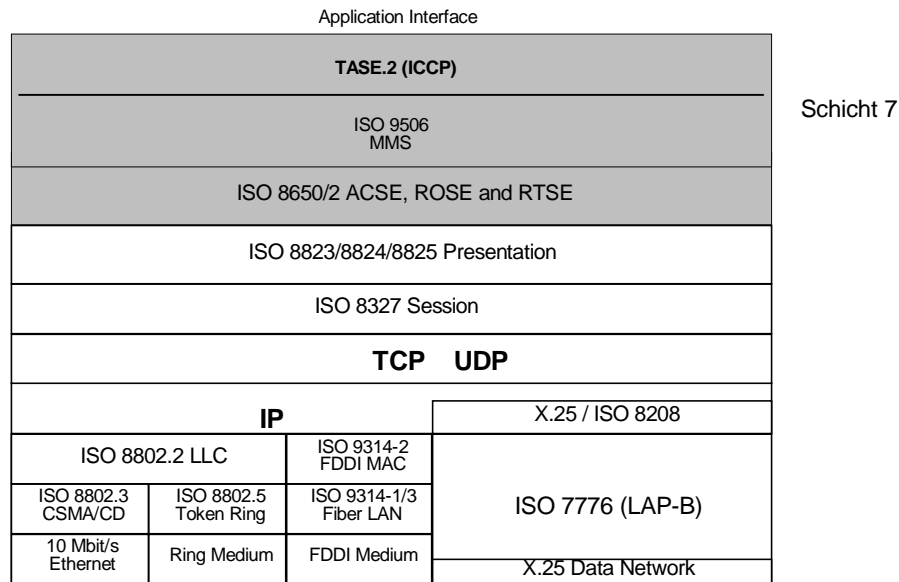 Application Interface
TASE.2 (ICCP)
Schicht 7
ISO 9506
MMS
ISO 8650/2 ACSE, ROSE and RTSE
ISO 8823/8824/8825 Presentation
ISO 8327 Session
TCP UDP
IP
X.25 / ISO 8208
ISO 8802.2 LLC
ISO 9314-2
FDDI MAC
ISO 8802.3
CSMA/CD
ISO 8802.5
Token Ring
ISO 9314-1/3
Fiber LAN
ISO 7776 (LAP-B)
10 Mbit/s
Ethernet
Ring Medium
FDDI Medium
X.25 Data Network